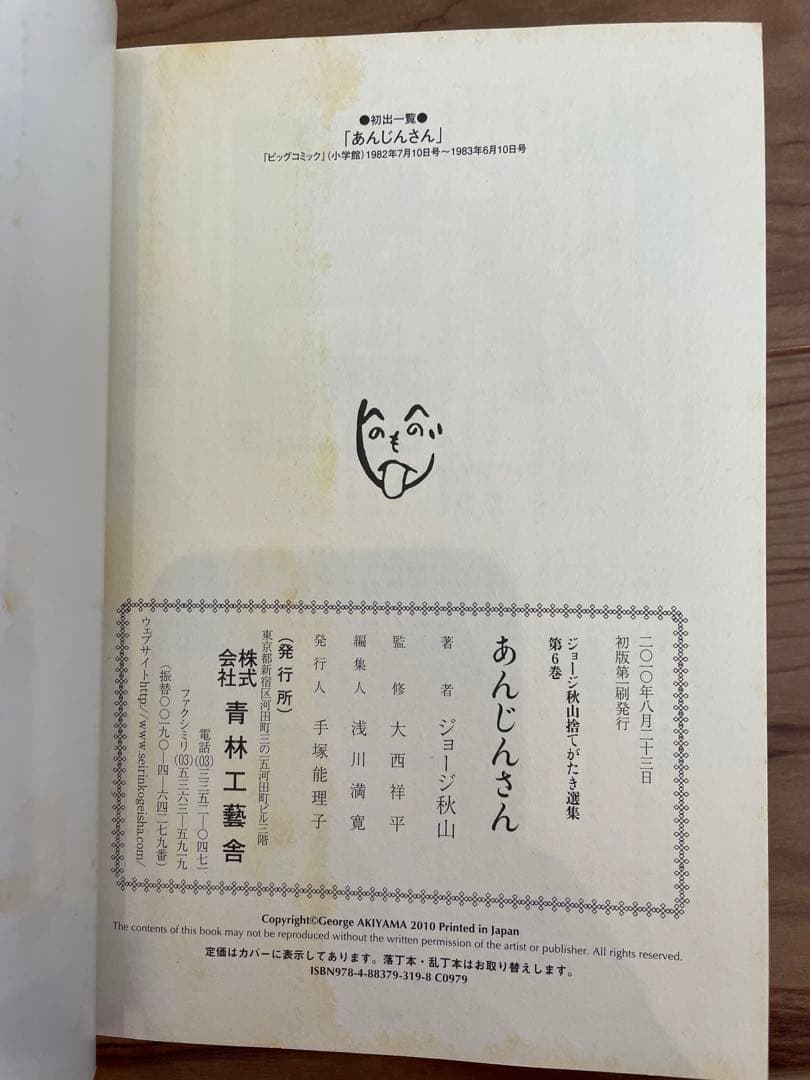 ●初出一覧●
「あんじんさん」
『ビッグコミック』(小学館)1982年7月10日号〜1983年6月10日号
へのへのもへじ
二〇一〇年八月二十三日
初版第一刷発行
ジョージ秋山捨てがたき選集
第6巻
あんじんさん
著者 ジョージ秋山
監修 大西祥平
編集人 浅川満寛
発行人 手塚能理子
(発行所)
東京都新宿区河田町三の一五河田町ビル三階
株式会社 青林工藝舎
電話(03)三三五二―〇四七一
ファクシミリ(03)五三六三―五九一九
(振替〇〇一九〇―四―六四二七九番)
ウェブサイトhttp://www.seirinkogeisha.com/
Copyright©George AKIYAMA 2010 Printed in Japan
The contents of this book may not be reproduced without the written permission of the artist or publisher. All rights reserved.
定価はカバーに表示してあります。落丁本・乱丁本はお取り替えします。
ISBN978-4-88379-319-8 C0979